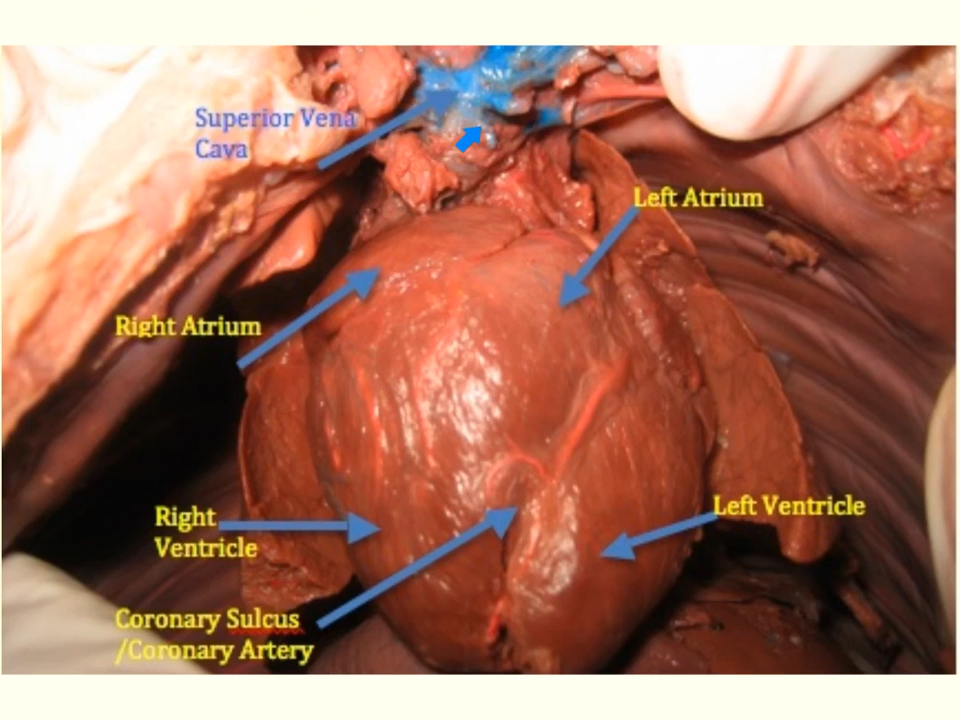 Superior Vena
Cava
Left Atrium
Right Atrium
Left Ventricle
Right
Ventricle
Coronary Sulcus
/Coronary Artery